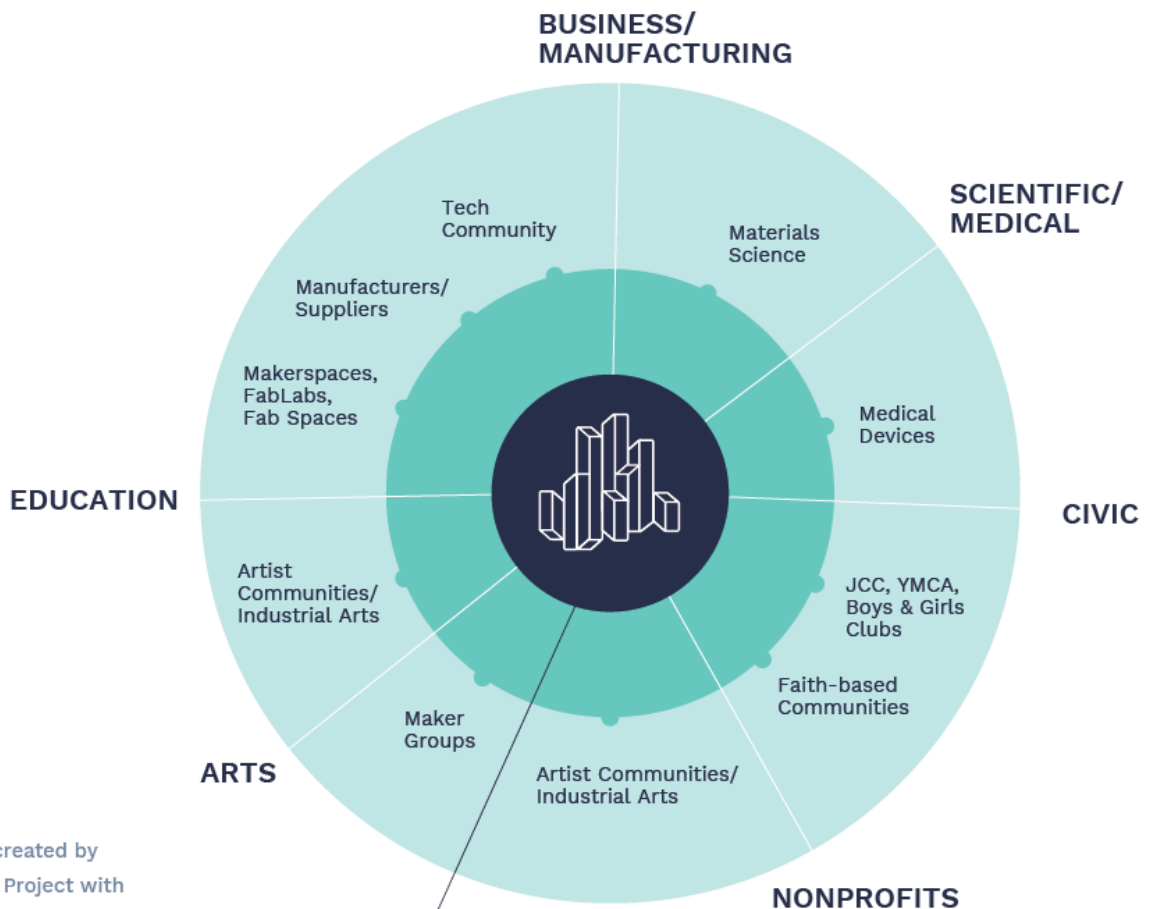 BUSINESS/
MANUFACTURING
SCIENTIFIC/
MEDICAL
Tech
Community
Materials
Science
Manufacturers/
Suppliers
Makerspaces,
FabLabs,
Fab Spaces
Medical
Devices
EDUCATION
CIVIC
Artist
Communities/
Industrial Arts
JCC, YMCA,
Boys & Girls
Clubs
Faith-based
Communities
Maker
Groups
Artist Communities/
Industrial Arts
ARTS
created by
Project with
NONPROFITS